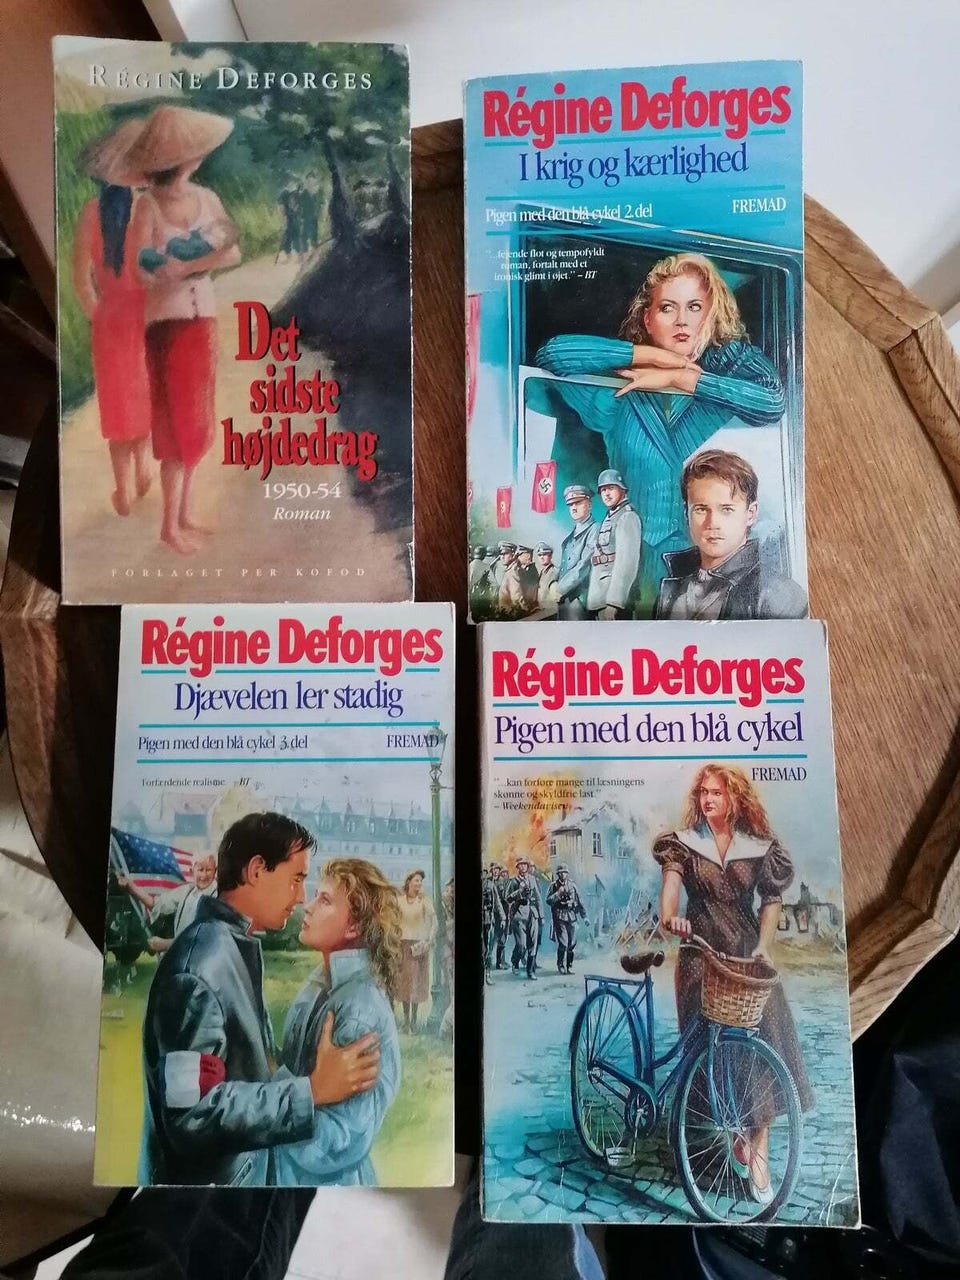 RÉGINE DEFORGES
Det
sidste
højdedrag
1950-54
Roman
FORLAGET PER KOFOD
Régine Deforges
I krig og kærlighed
Pigen med den blå cykel 2.del
FREMAD
"...fejende flot og tempofyldt
roman, fortalt med et
ironisk glimt i øjet." – BT
Régine Deforges
Djævelen ler stadig
Pigen med den blå cykel 3.del
FREMAD
Forfærdende realisme. – BT
Régine Deforges
Pigen med den blå cykel
FREMAD
"...kan forføre mange til læsningens
skønne og skyldfrie last."
– Weekendavisen